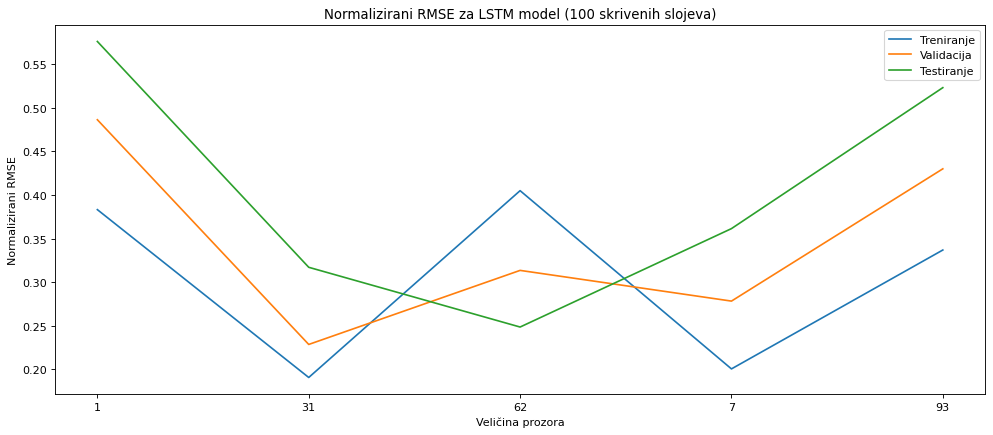 Normalizirani RMSE za LSTM model (100 skrivenih slojeva)
Treniranje
Validacija
Testiranje
Normalizirani RMSE
0.55
0.50
0.45
0.40
0.35
0.30
0.25
0.20
1 31 62 7 93
Veličina prozora